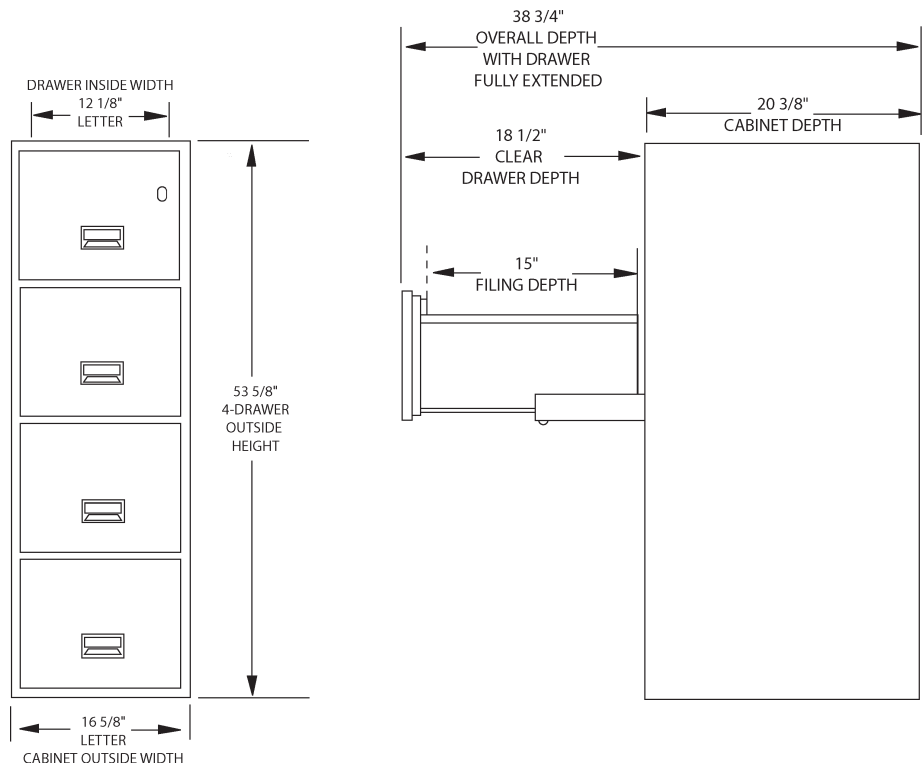 DRAWER INSIDE WIDTH
12 1/8"
LETTER
53 5/8"
4-DRAWER
OUTSIDE
HEIGHT
16 5/8"
LETTER
CABINET OUTSIDE WIDTH
38 3/4"
OVERALL DEPTH
WITH DRAWER
FULLY EXTENDED
20 3/8"
CABINET DEPTH
18 1/2"
CLEAR
DRAWER DEPTH
15"
FILING DEPTH